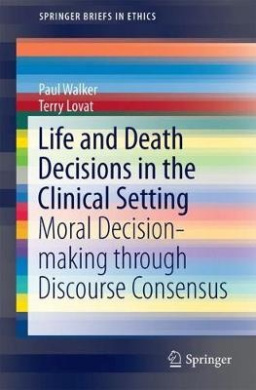 SPRINGER BRIEFS IN ETHICS
Paul Walker
Terry Lovat
Life and Death
Decisions in the
Clinical Setting
Moral Decision-
making through
Discourse Consensus
Springer